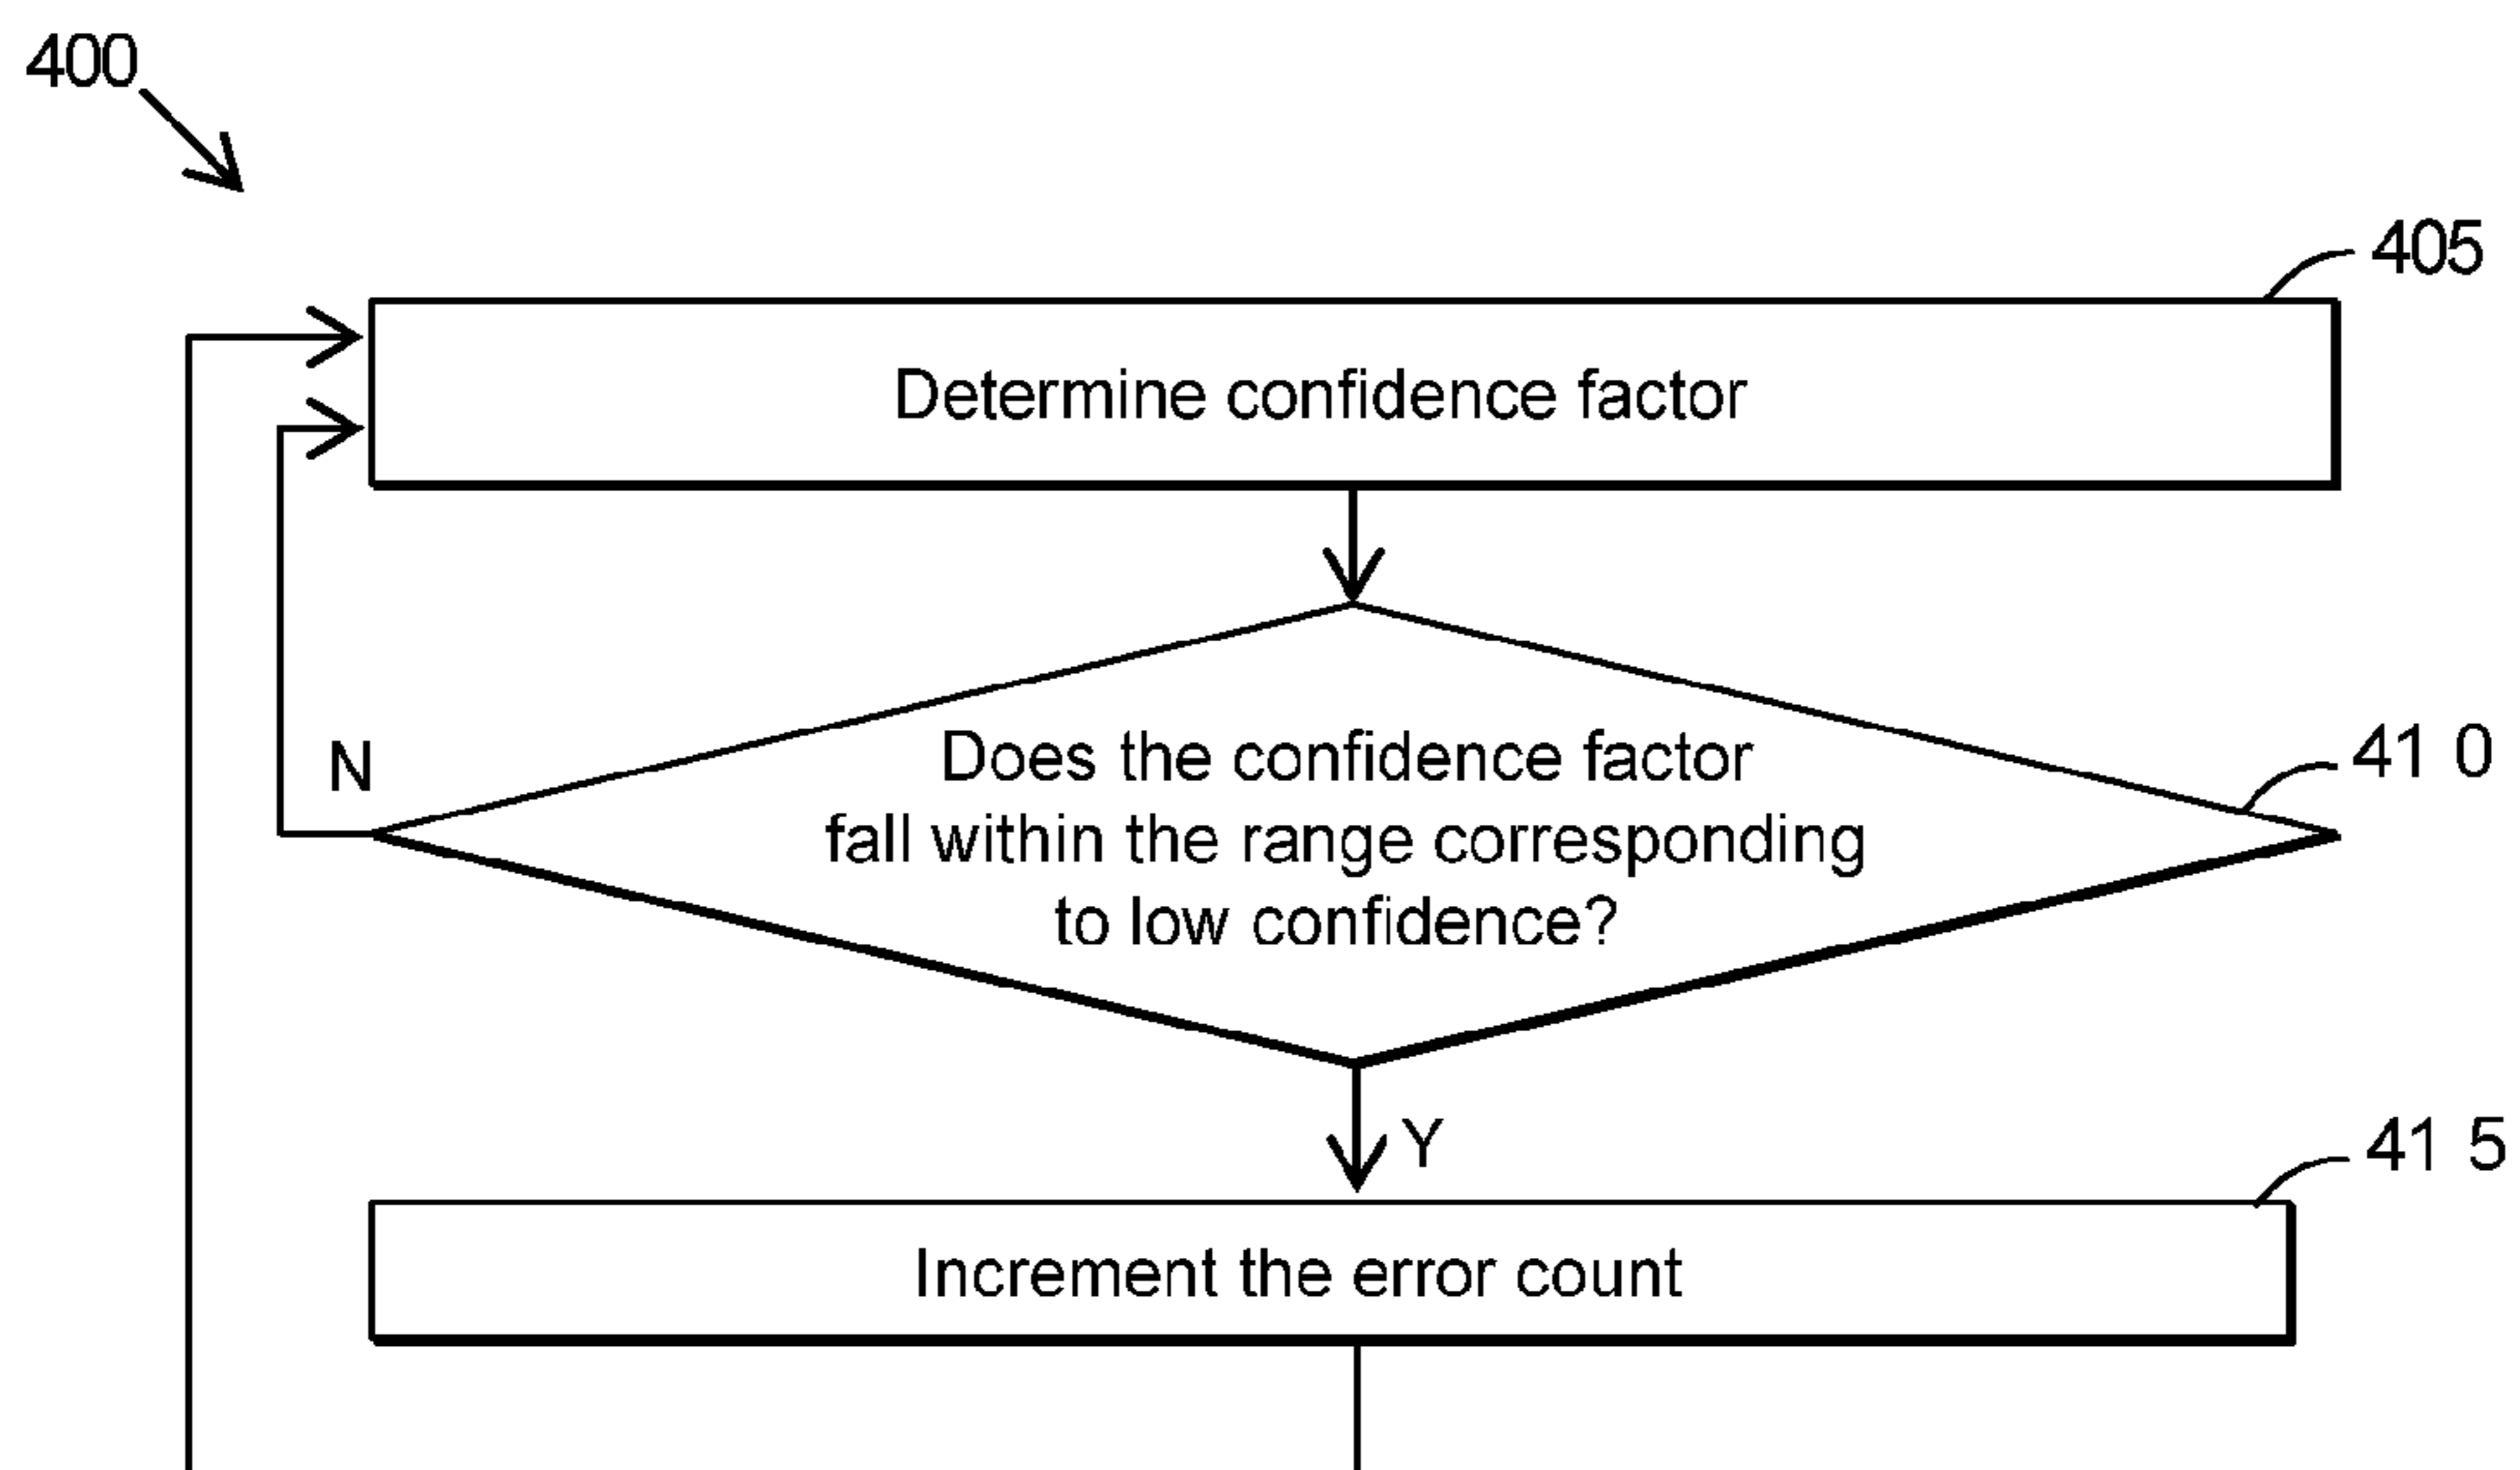 400
405
Determine confidence factor
N
Does the confidence factor
fall within the range corresponding
to low confidence?
41 0
Y
41 5
Increment the error count